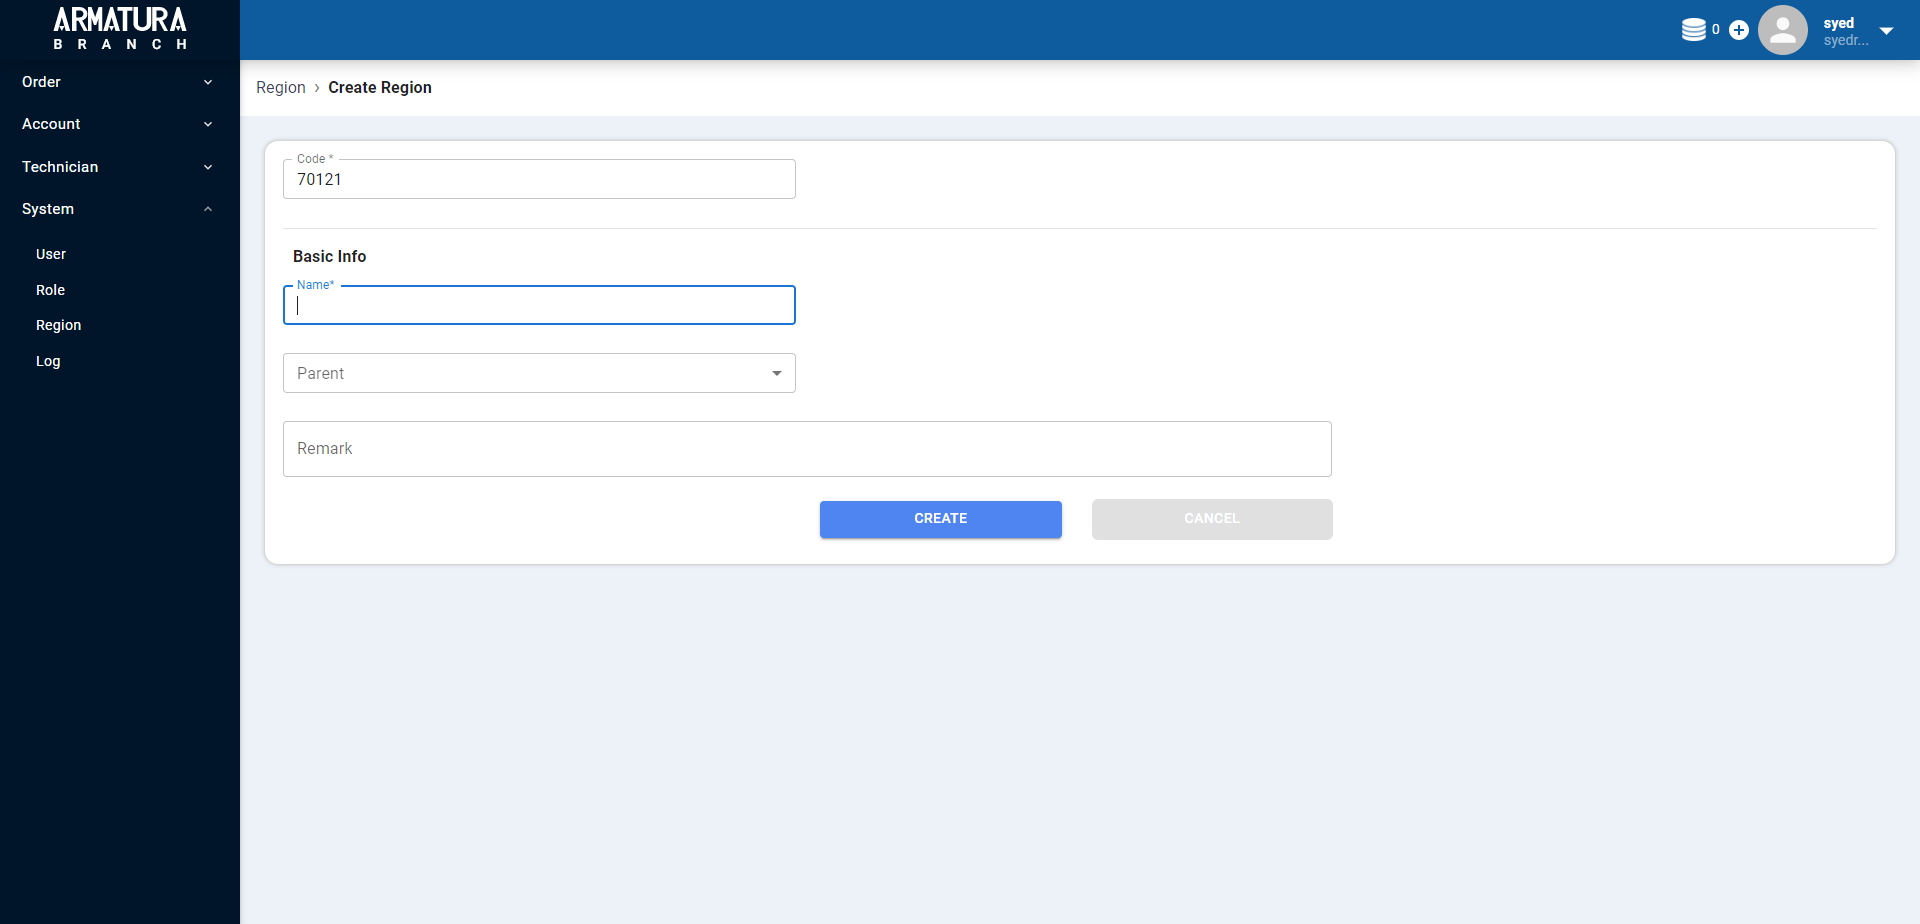 ARMATURA
BRANCH
0
syed
syedr...
Order
Account
Technician
System
User
Role
Region
Log
Region › Create Region
Code *
70121
Basic Info
Name*
Parent
Remark
CREATE
CANCEL